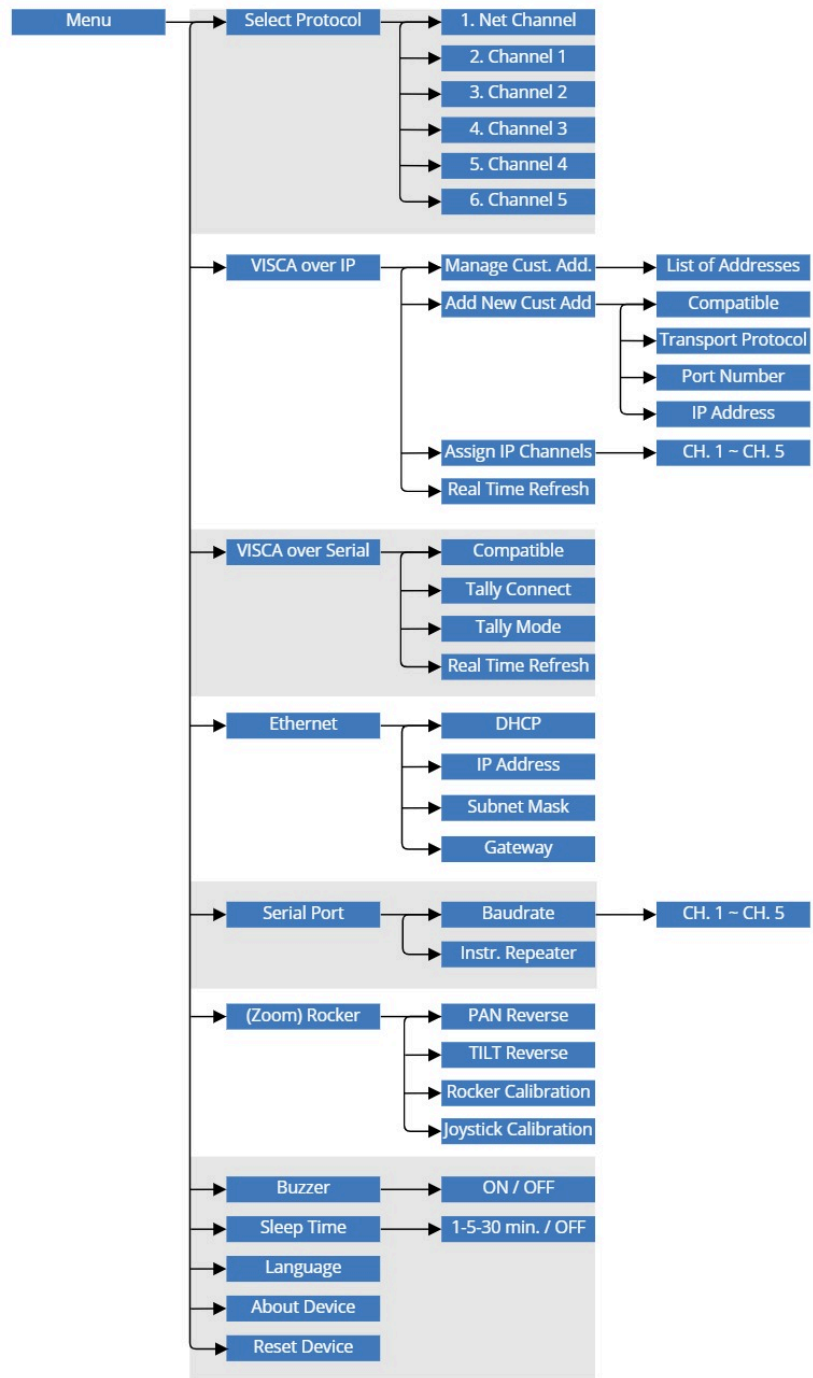 Menu
Select Protocol
1. Net Channel
2. Channel 1
3. Channel 2
4. Channel 3
5. Channel 4
6. Channel 5
VISCA over IP
Manage Cust. Add.
List of Addresses
Add New Cust Add
Compatible
Transport Protocol
Port Number
IP Address
Assign IP Channels
CH. 1 ~ CH. 5
Real Time Refresh
VISCA over Serial
Compatible
Tally Connect
Tally Mode
Real Time Refresh
Ethernet
DHCP
IP Address
Subnet Mask
Gateway
Serial Port
Baudrate
CH. 1 ~ CH. 5
Instr. Repeater
(Zoom) Rocker
PAN Reverse
TILT Reverse
Rocker Calibration
Joystick Calibration
Buzzer
ON / OFF
Sleep Time
1-5-30 min. / OFF
Language
About Device
Reset Device